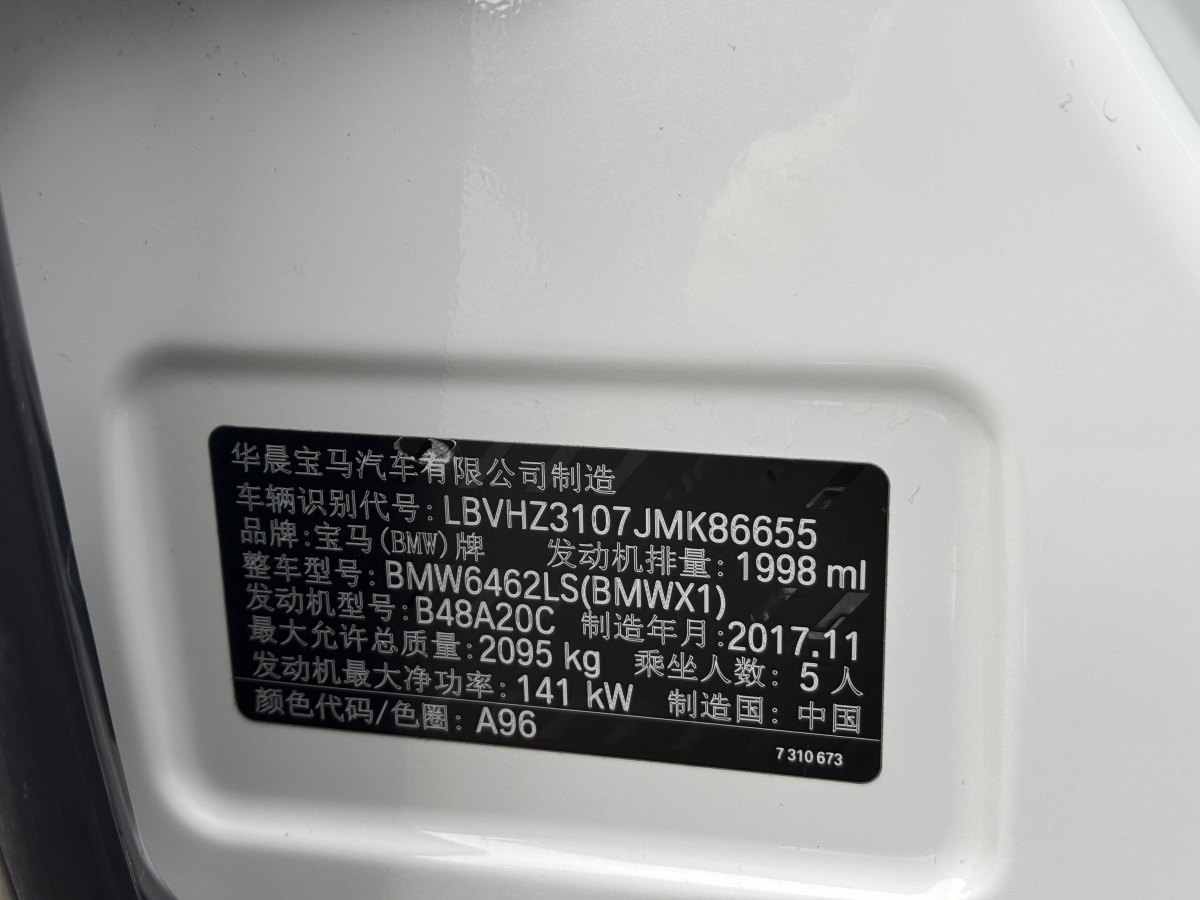 华晨宝马汽车有限公司制造
车辆识别代号: LBVHZ3107JMK86655
品牌:宝马(BMW)牌 发动机排量: 1998 ml
整车型号: BMW6462LS(BMWX1)
发动机型号: B48A20C 制造年月:2017.11
最大允许总质量: 2095 kg 乘坐人数: 5 人
发动机最大净功率: 141 kW 制造国: 中国
颜色代码/色圈: A96
7 310 673